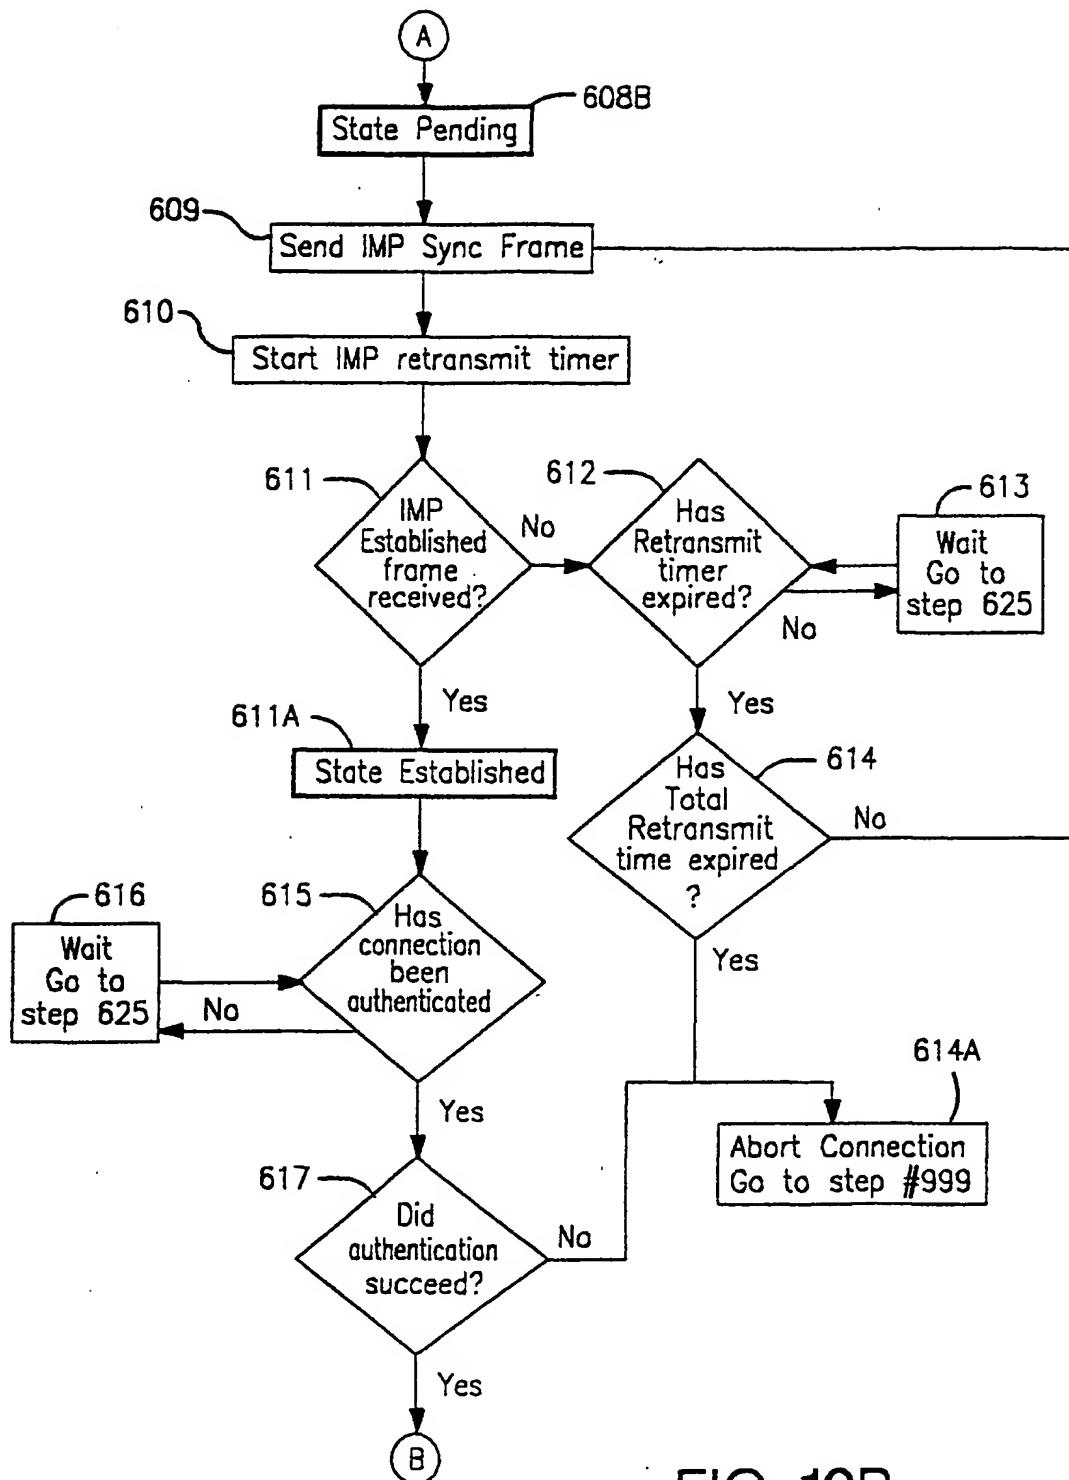 A
608B
State Pending
609
Send IMP Sync Frame
610
Start IMP retransmit timer
611
IMP
Established
frame
received?
No
612
Has
Retransmit
timer
expired?
No
613
Wait
Go to
step 625
Yes
611A
State Established
Yes
614
Has
Total
Retransmit
time expired
?
No
616
Wait
Go to
step 625
No
615
Has
connection
been
authenticated
Yes
Yes
614A
Abort Connection
Go to step #999
617
Did
authentication
succeed?
No
Yes
B